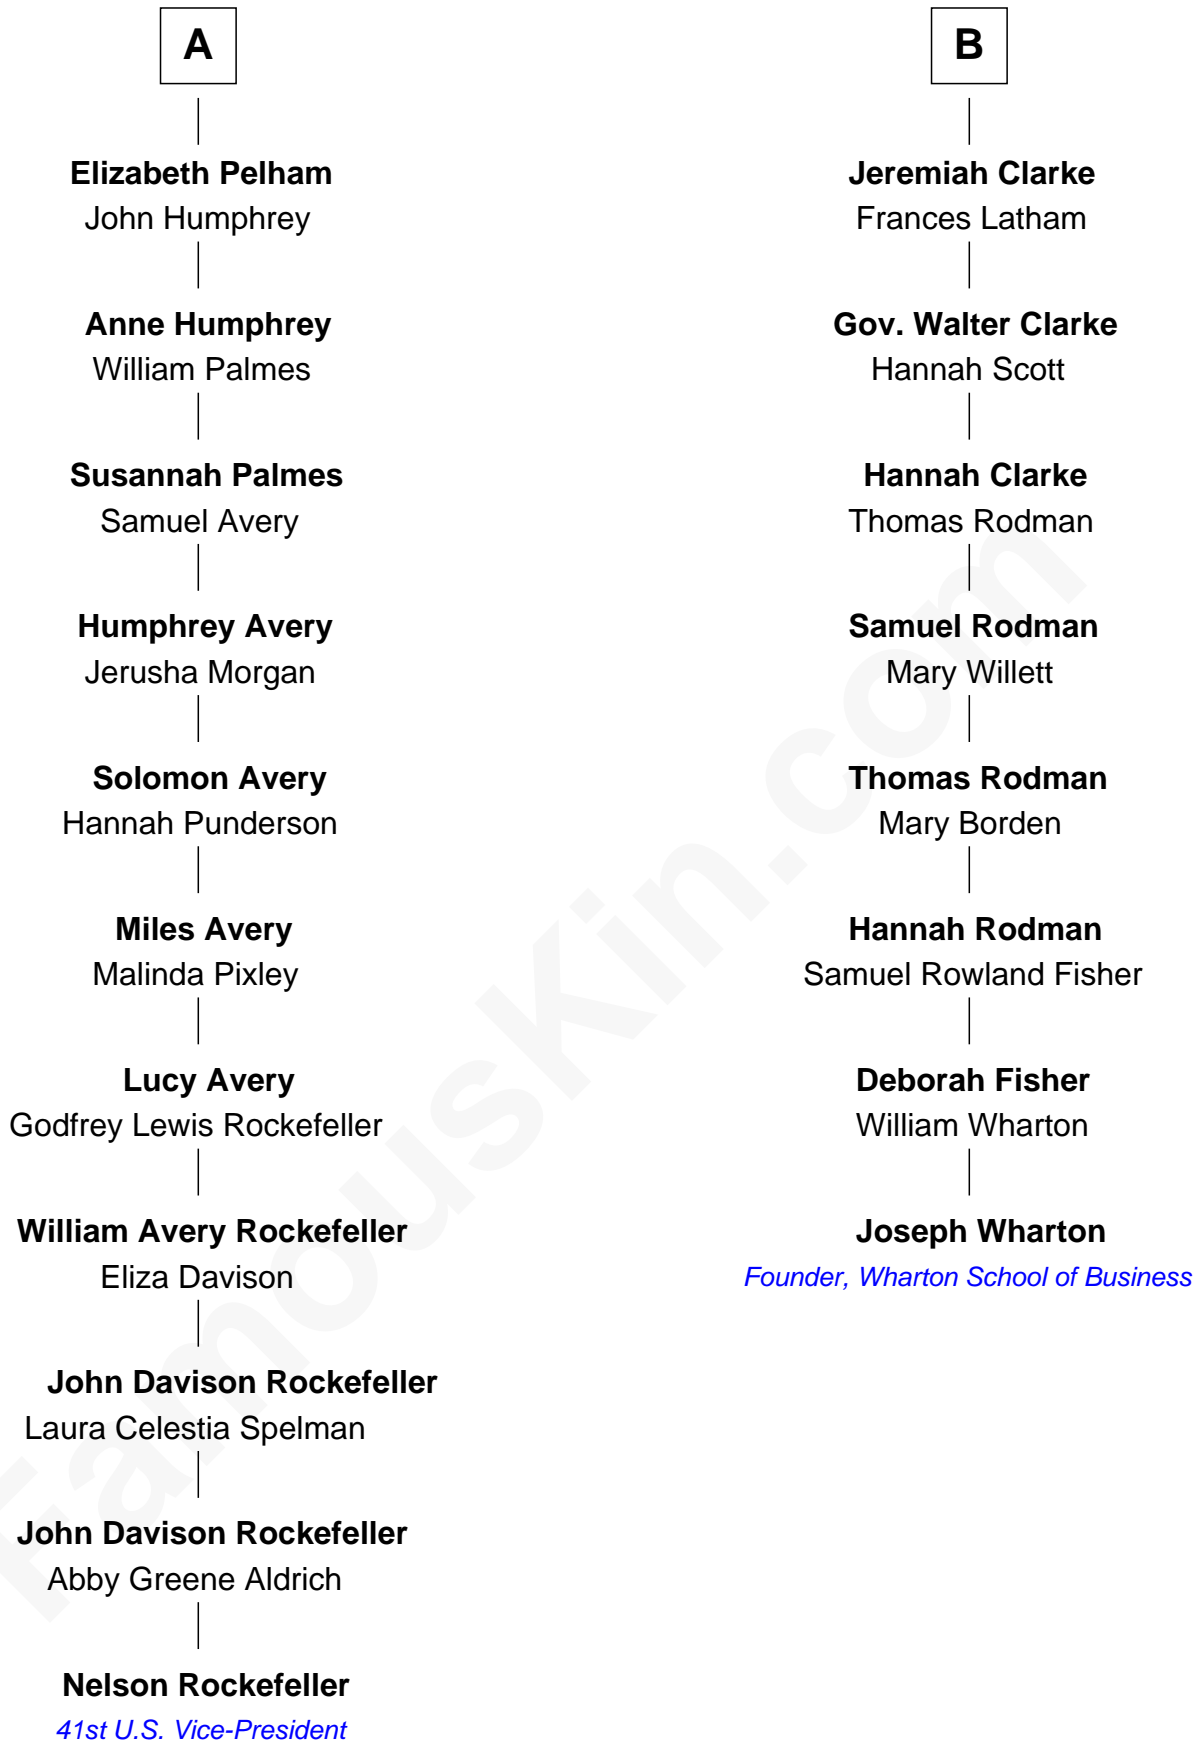 A
Elizabeth Pelham
John Humphrey
Anne Humphrey
William Palmes
Susannah Palmes
Samuel Avery
Humphrey Avery
Jerusha Morgan
Solomon Avery
Hannah Punderson
Miles Avery
Malinda Pixley
Lucy Avery
Godfrey Lewis Rockefeller
William Avery Rockefeller
Eliza Davison
John Davison Rockefeller
Laura Celestia Spelman
John Davison Rockefeller
Abby Greene Aldrich
Nelson Rockefeller
41st U.S. Vice-President
B
Jeremiah Clarke
Frances Latham
Gov. Walter Clarke
Hannah Scott
Hannah Clarke
Thomas Rodman
Samuel Rodman
Mary Willett
Thomas Rodman
Mary Borden
Hannah Rodman
Samuel Rowland Fisher
Deborah Fisher
William Wharton
Joseph Wharton
Founder, Wharton School of Business
FamousKin.com